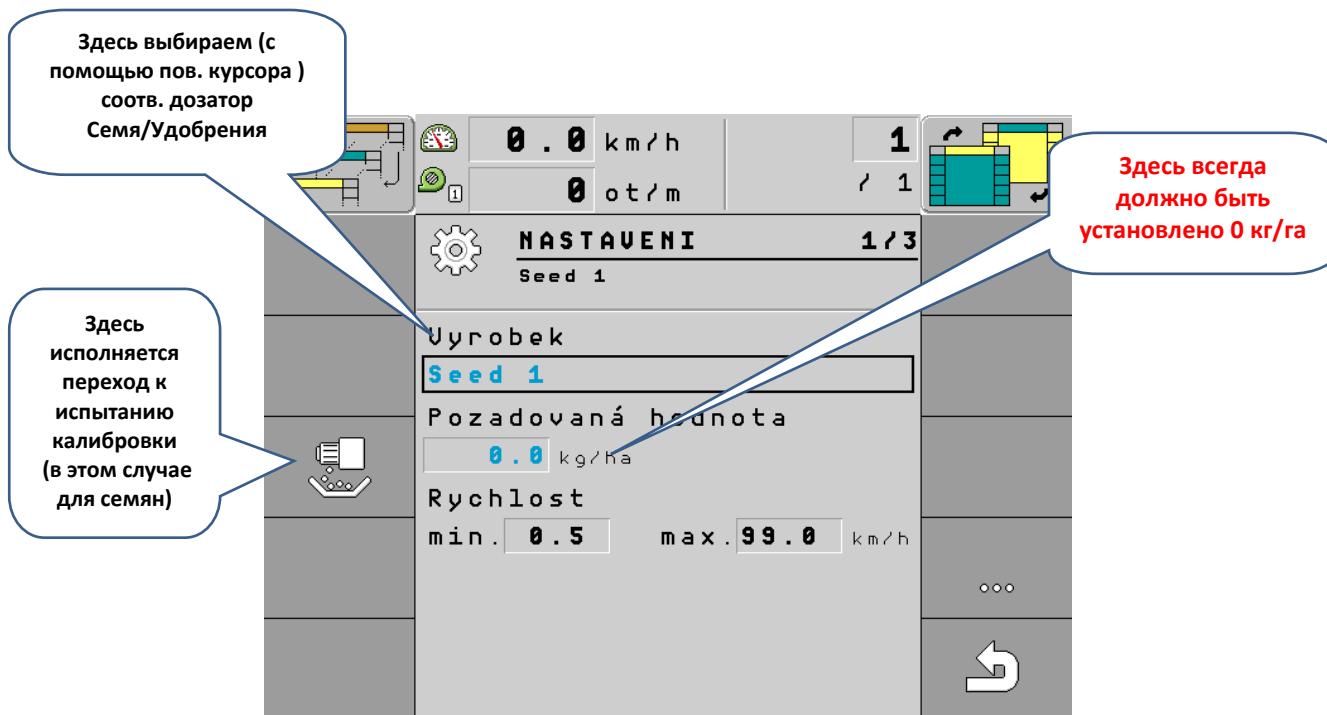 Здесь выбираем (с
помощью пов. курсора )
соотв. дозатор
Семя/Удобрения
0.0 km/h
1
1
0 ot/m
/ 1
Здесь всегда
должно быть
установлено 0 кг/га
NASTAVENI 1/3
Seed 1
Здесь
исполняется
переход к
испытанию
калибровки
(в этом случае
для семян)
Vyrobek
Seed 1
Pozadovaná hodnota
0.0 kg/ha
Rychlost
min. 0.5 max. 99.0 km/h